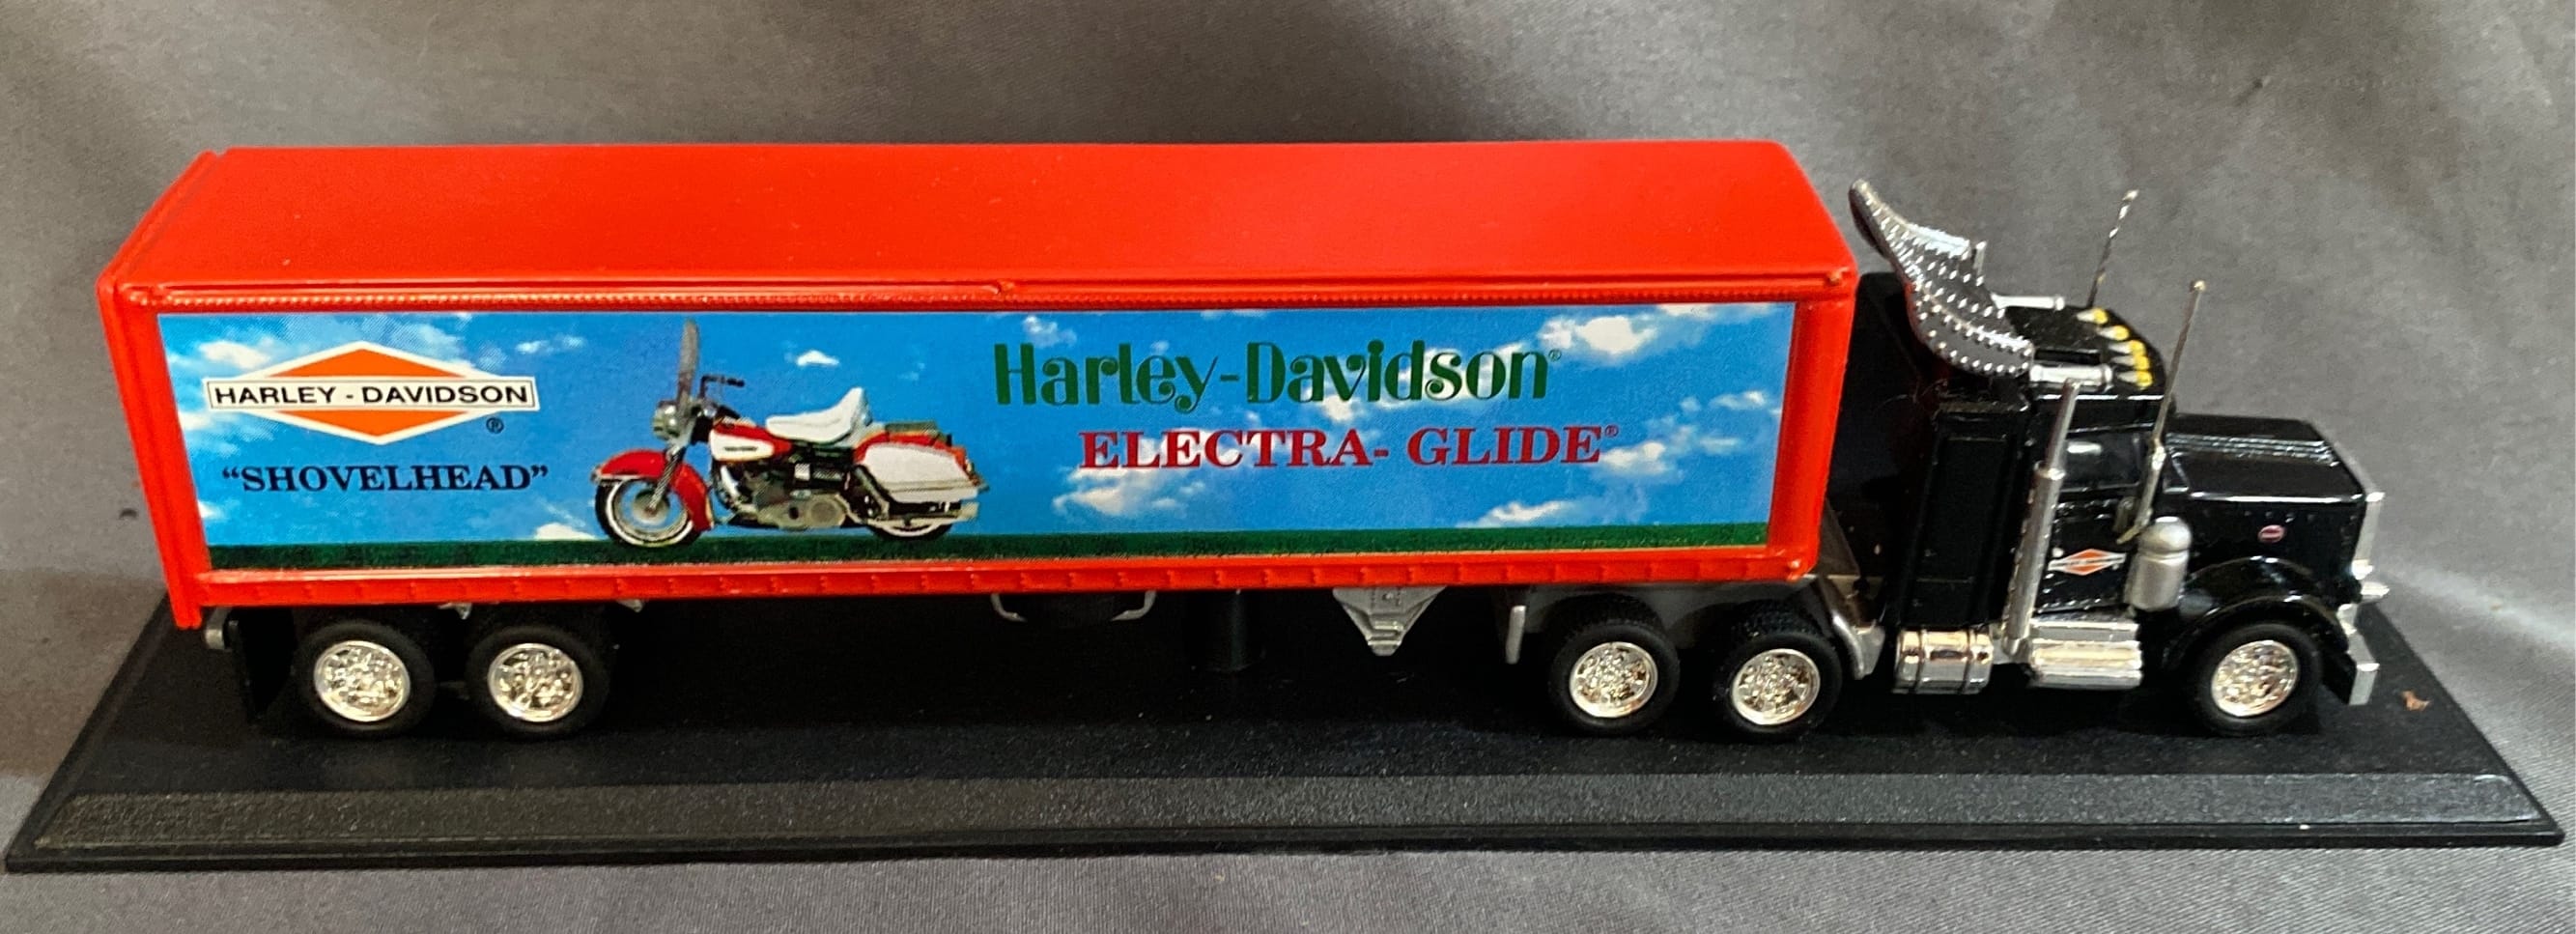 HARLEY - DAVIDSON
®
"SHOVELHEAD"
Harley-Davidson®
ELECTRA- GLIDE®